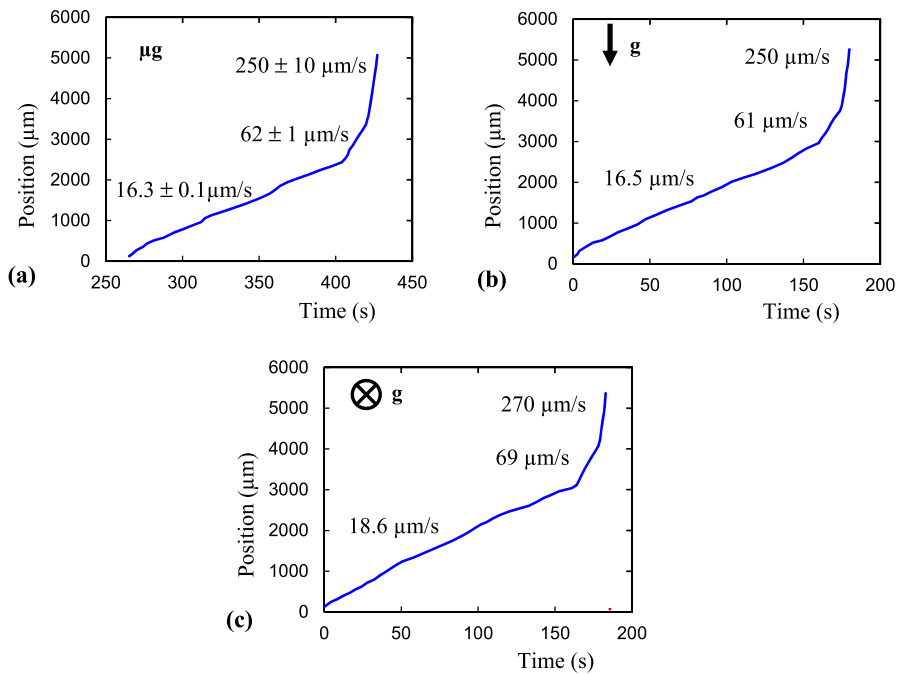 6000
5000
4000
3000
2000
1000
0
Position (µm)
µg
250 ± 10 µm/s
62 ± 1 µm/s
16.3 ± 0.1µm/s
250
300
350
400
450
Time (s)
(a)
6000
5000
4000
3000
2000
1000
0
Position (µm)
g
250 µm/s
61 µm/s
16.5 µm/s
0
50
100
150
200
Time (s)
(b)
6000
5000
4000
3000
2000
1000
0
Position (µm)
g
270 µm/s
69 µm/s
18.6 µm/s
0
50
100
150
200
Time (s)
(c)